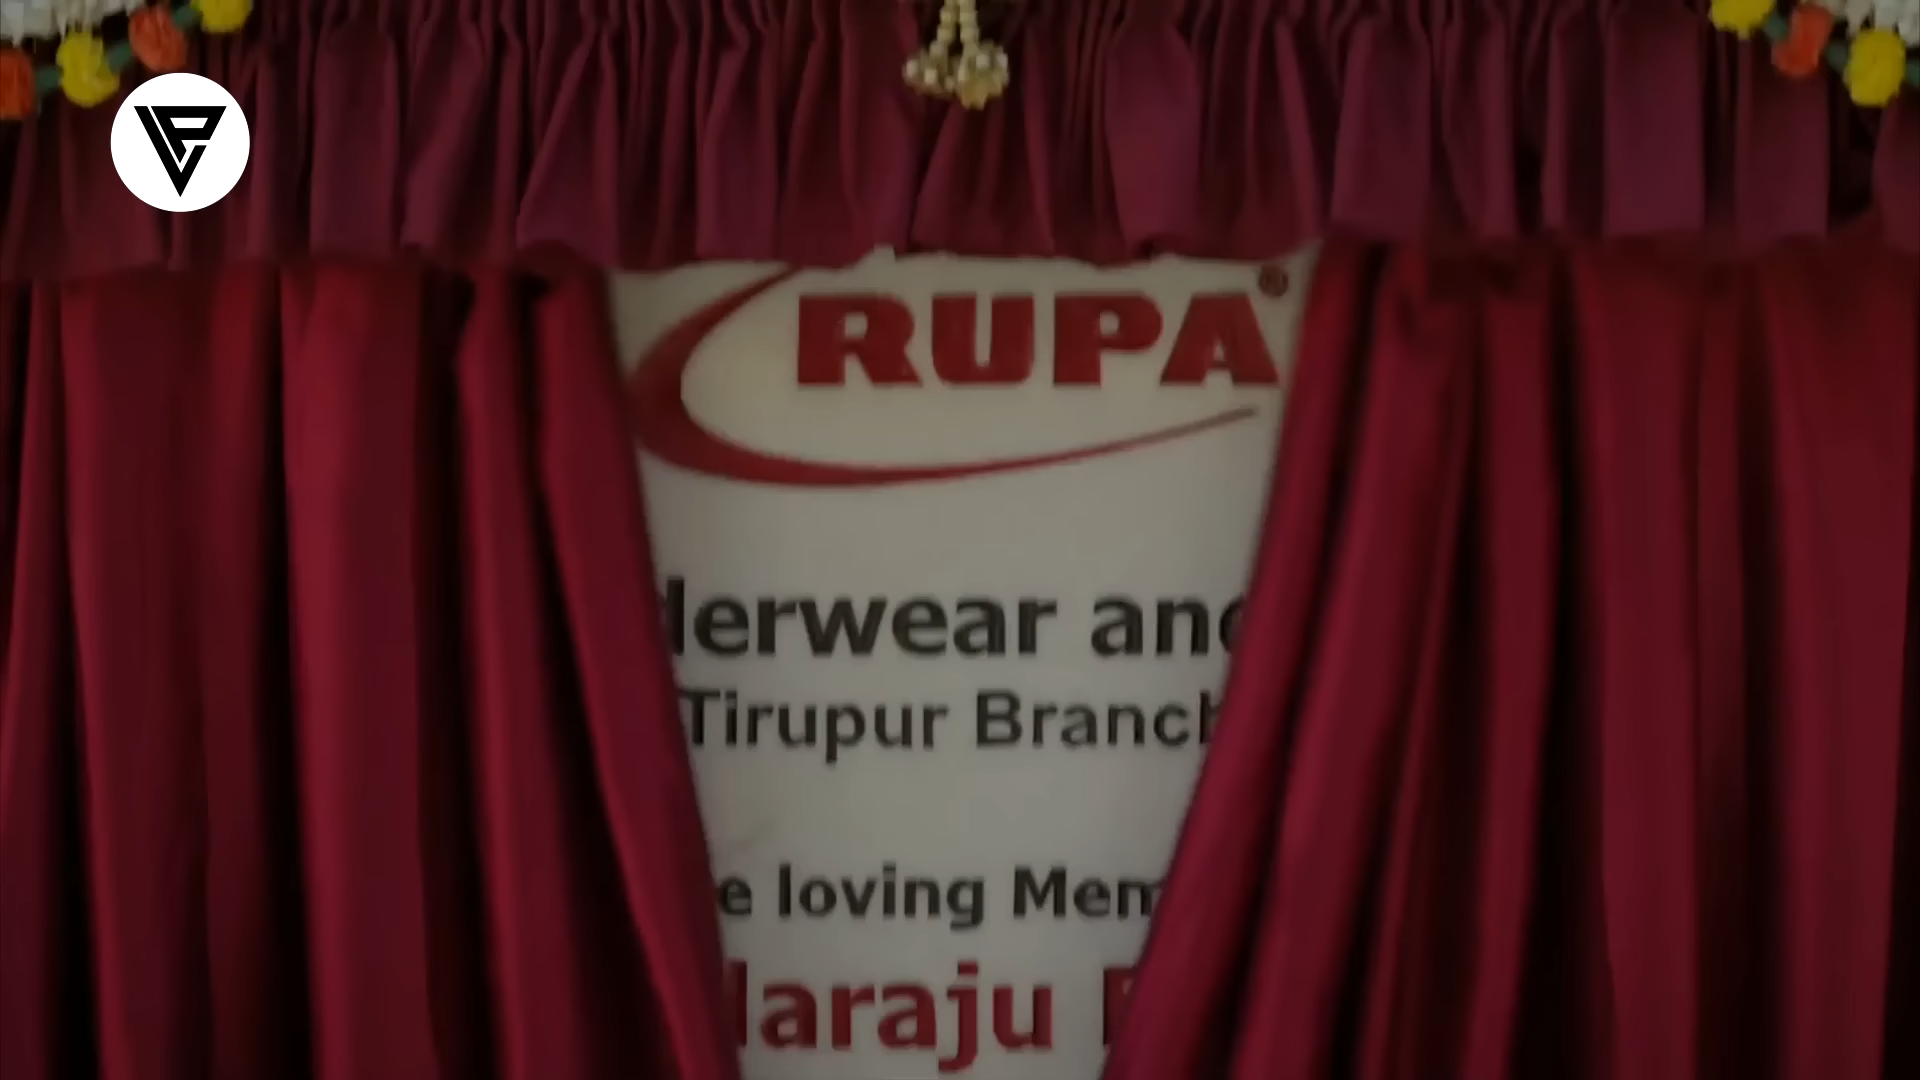 RUPA®
derwear and
Tirupur Branch
e loving Mem
laraju